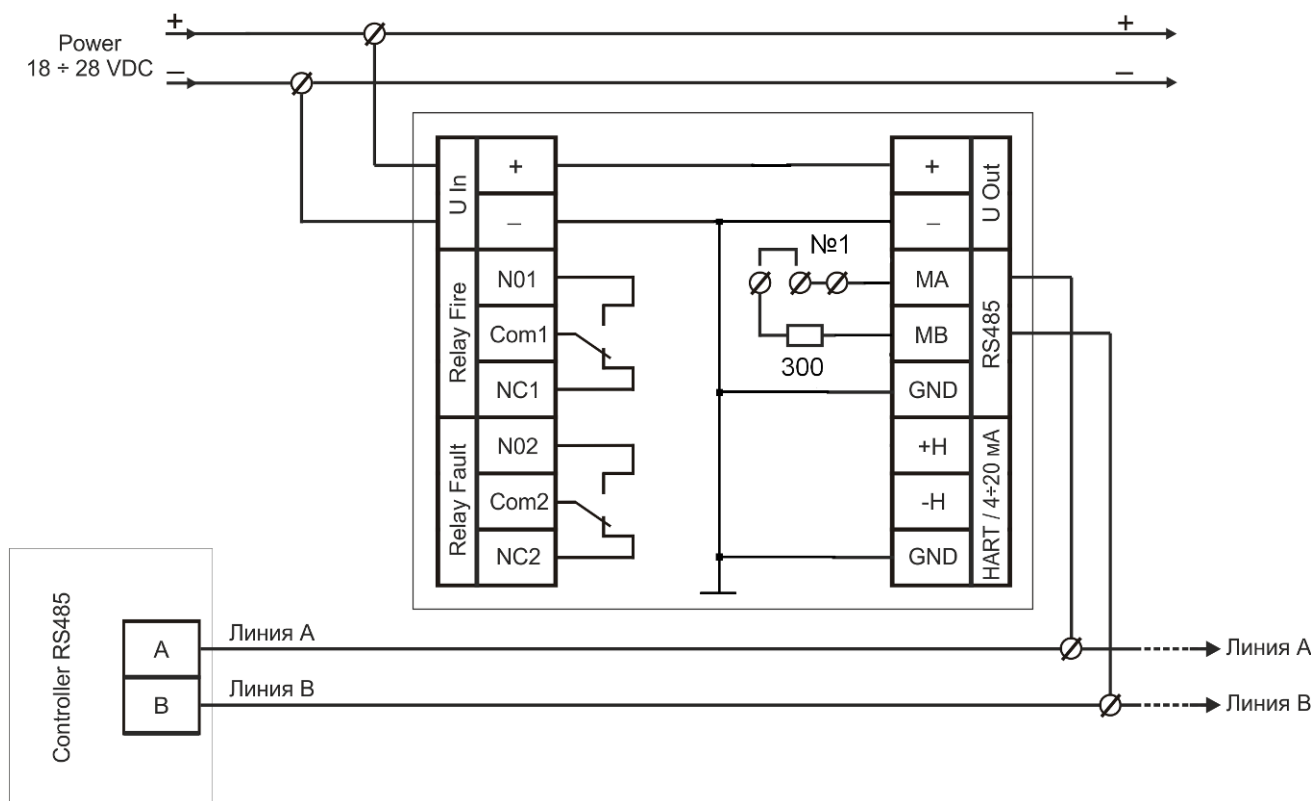 +
+
Power
18 ÷ 28 VDC
–
–
U In
+
–
Relay Fire
N01
Com1
NC1
Relay Fault
N02
Com2
NC2
№1
300
+
–
U Out
MA
MB
GND
RS485
+H
-H
GND
HART / 4÷20 мА
Controller RS485
A
B
Линия А
Линия В
Линия А
Линия В